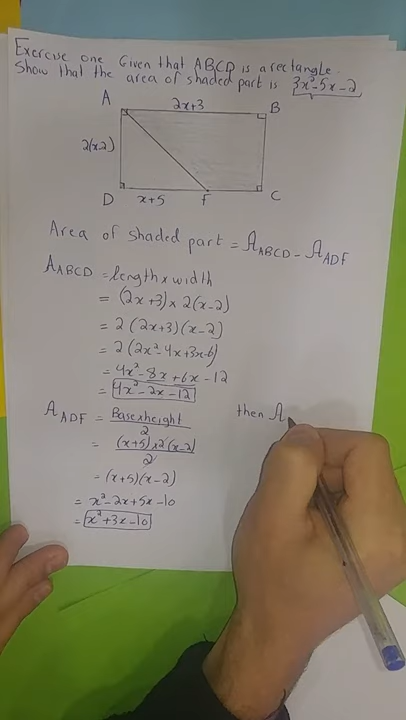 Exercise one Given that ABCD is a rectangle.
Show that the area of shaded part is 3x²-5x-2
A
2x+3
B
2(x-2)
D
x+5
F
C
Area of shaded part = A_ABCD - A_ADF
A_ABCD = length x width
= (2x+3) x 2(x-2)
= 2 (2x+3)(x-2)
= 2(2x²-4x+3x-6)
= 4x²-8x+6x-12
= 4x²-2x-12
A_ADF = Base x height / 2
= (x+5) x 2(x-2) / 2
= (x+5)(x-2)
= x²-2x+5x-10
= x²+3x-10
then A